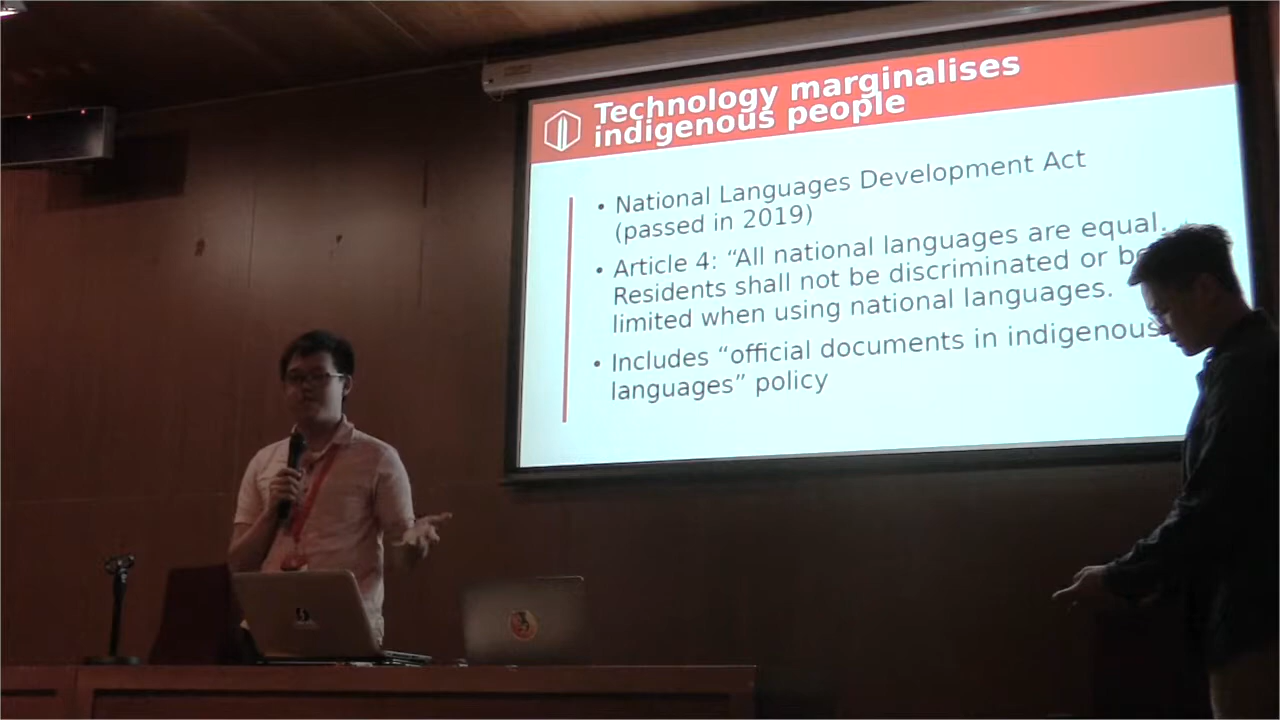 Technology marginalises
indigenous people
• National Languages Development Act
(passed in 2019)
• Article 4: “All national languages are equal.
Residents shall not be discriminated or
limited when using national languages.
• Includes “official documents in indigenous
languages” policy